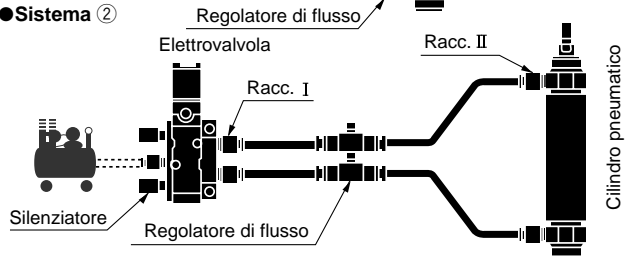 ●Sistema ②
Regolatore di flusso
Elettrovalvola
Racc. Ⅱ
Racc. Ⅰ
Cilindro pneumatico
Silenziatore
Regolatore di flusso